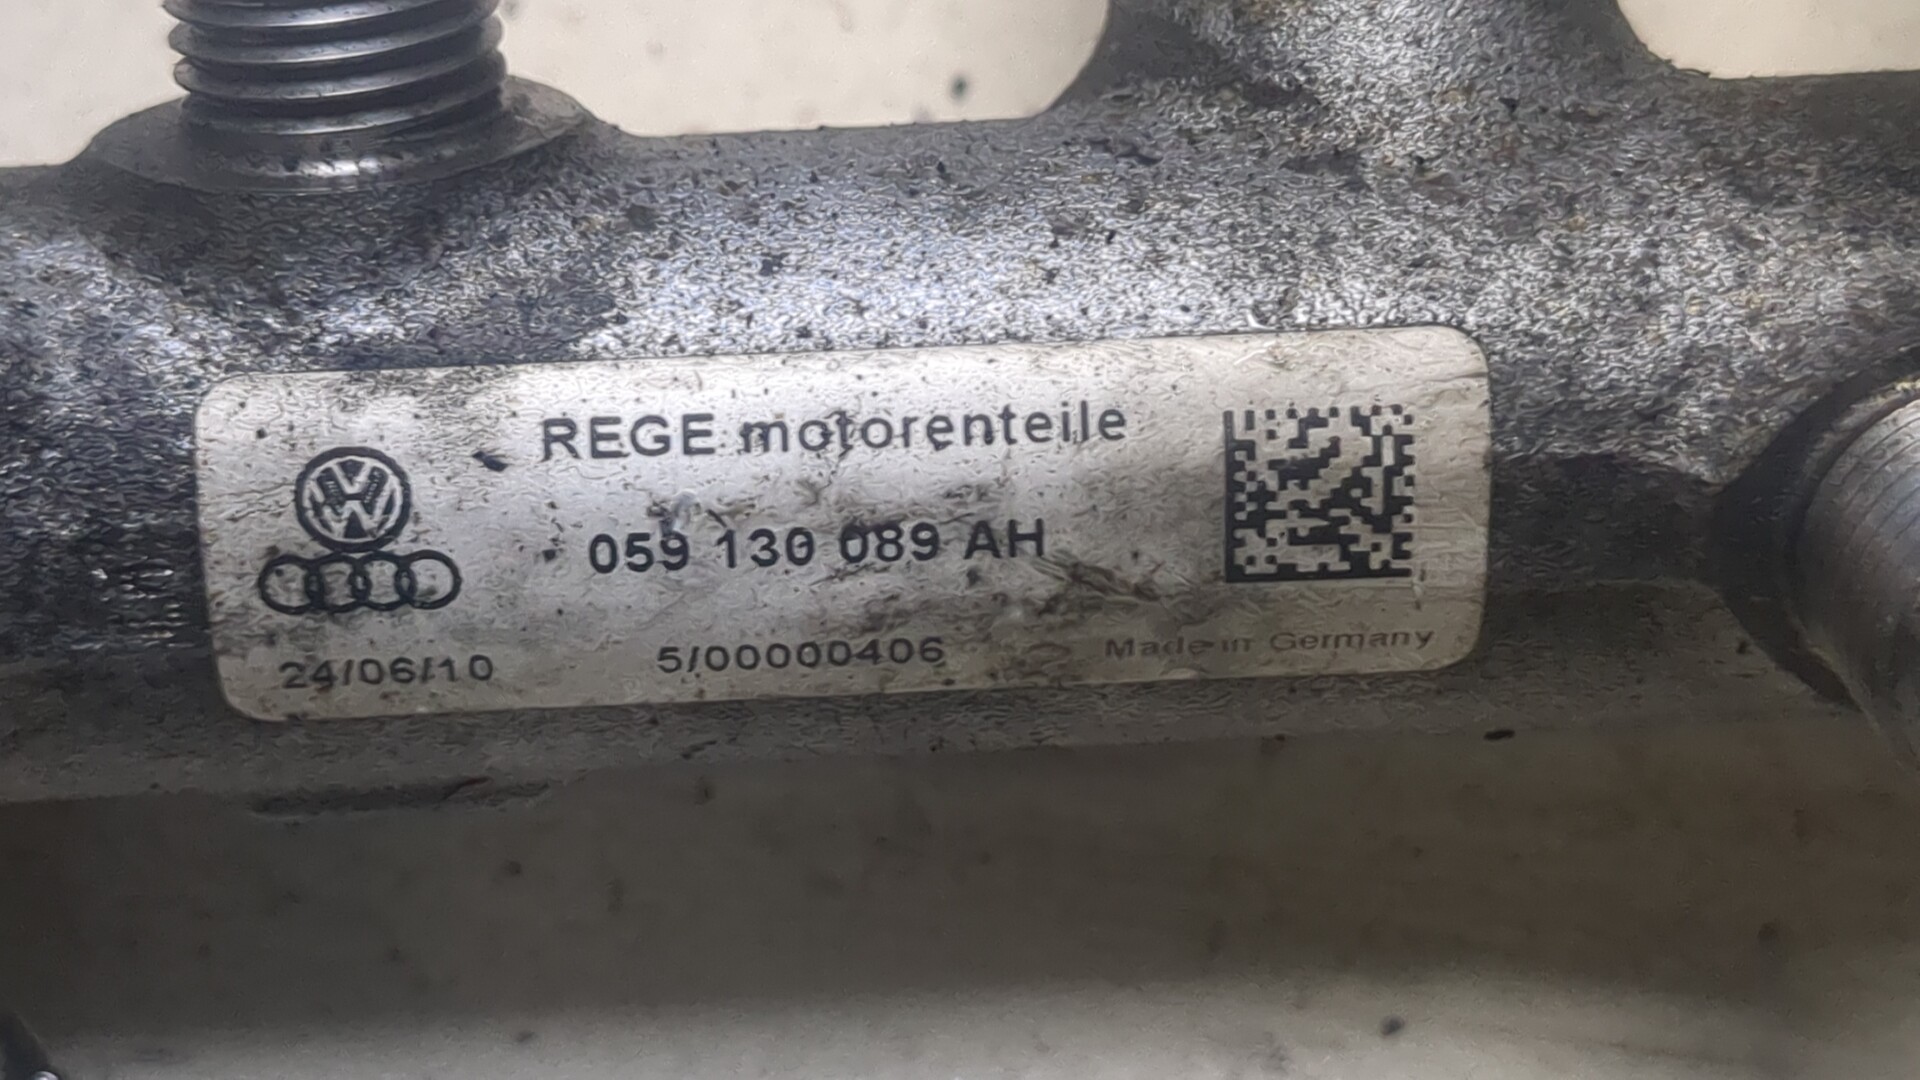 REGE motorenteile
059 130 089 AH
24/06/10 5/00000406 Made in Germany